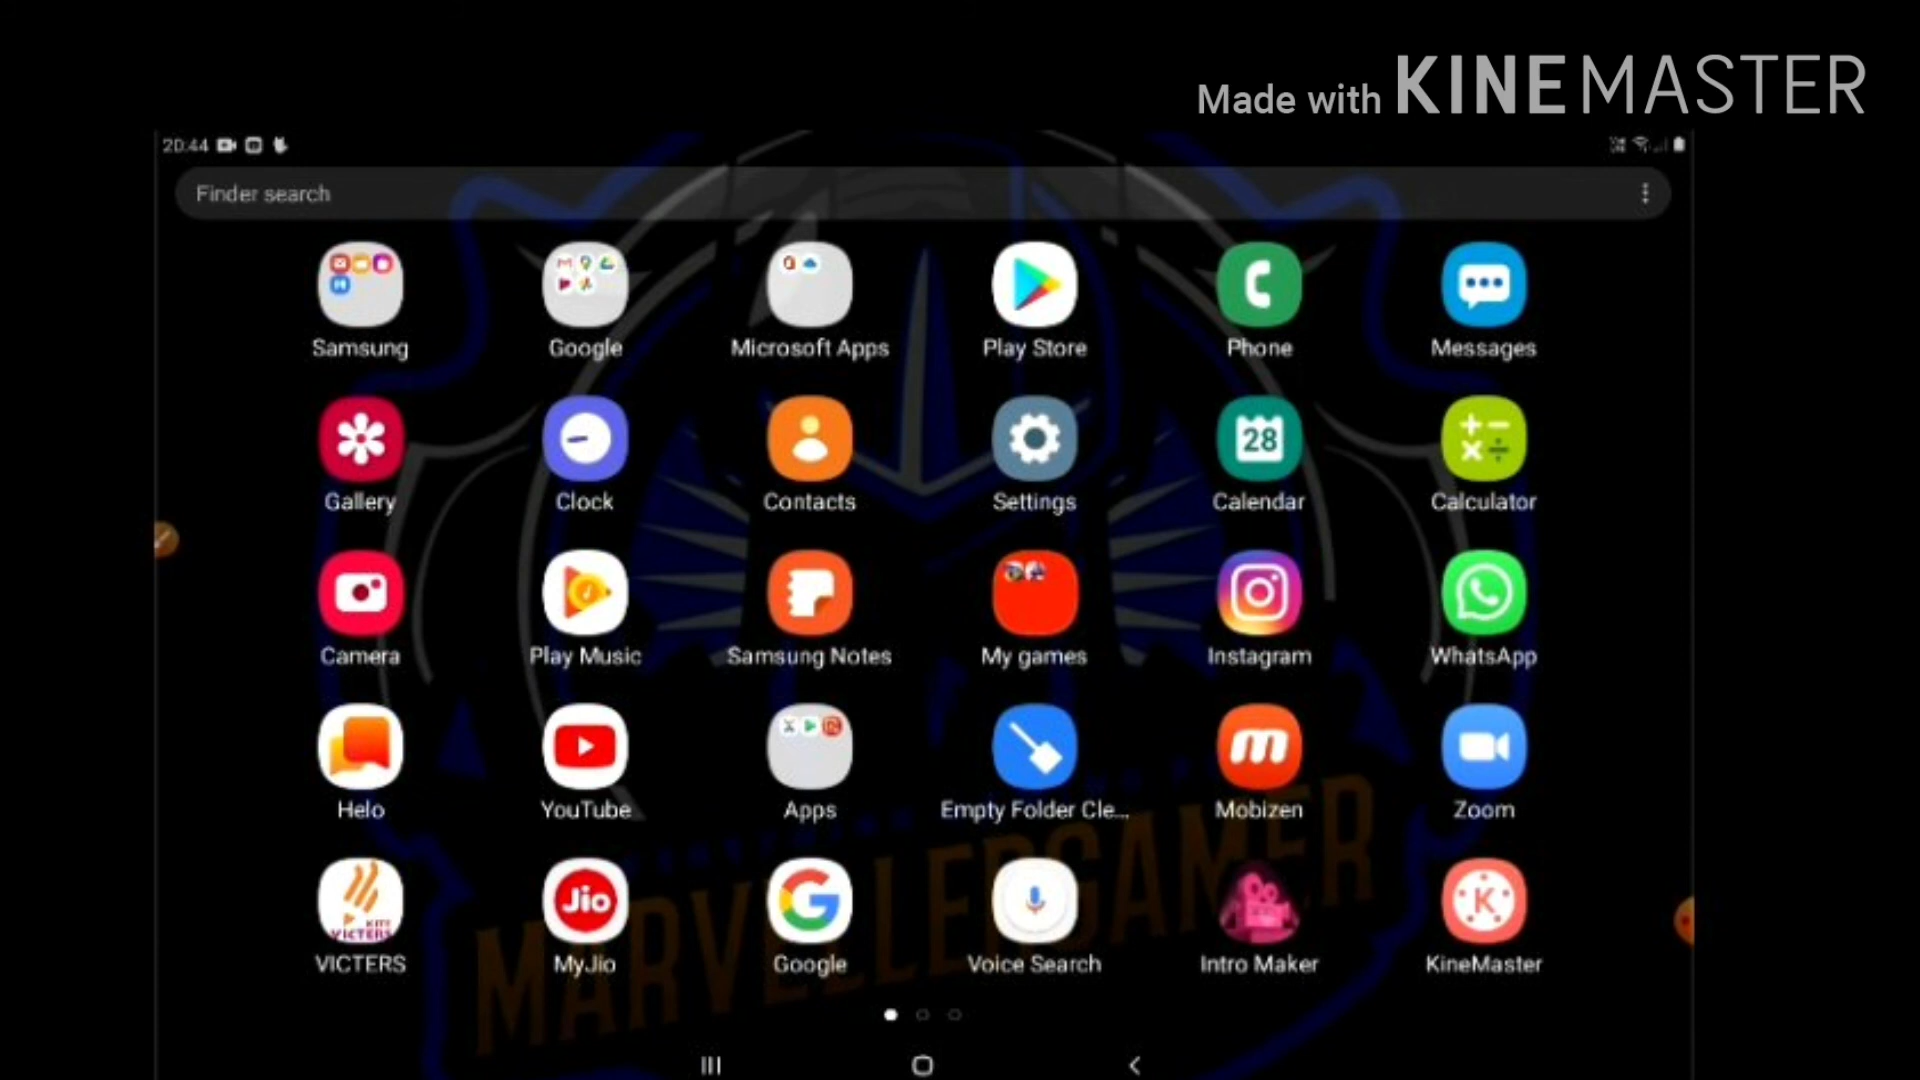 Made with KINEMASTER
20:44
Finder search
Samsung
Google
Microsoft Apps
Play Store
Phone
Messages
28
Gallery
Clock
Contacts
Settings
Calendar
Calculator
Camera
Play Music
Samsung Notes
My games
Instagram
WhatsApp
Helo
YouTube
Apps
Empty Folder Cle...
Mobizen
Zoom
KITE
VICTERS
Jio
K
VICTERS
MyJio
Google
Voice Search
Intro Maker
KineMaster
MARVELLERGAMER